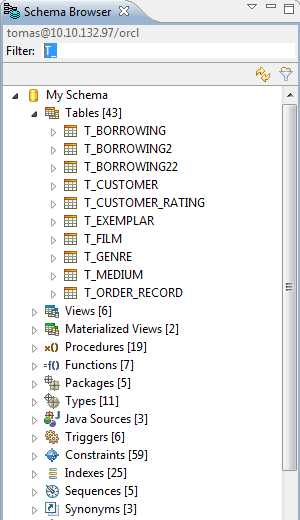 Schema Browser
tomas@10.10.132.97/orcl
Filter: T_
My Schema
Tables [43]
T_BORROWING
T_BORROWING2
T_BORROWING22
T_CUSTOMER
T_CUSTOMER_RATING
T_EXEMPLAR
T_FILM
T_GENRE
T_MEDIUM
T_ORDER_RECORD
Views [6]
Materialized Views [2]
x() Procedures [19]
=f() Functions [7]
Packages [5]
Types [11]
Java Sources [3]
Triggers [6]
Constraints [59]
Indexes [25]
Sequences [5]
Synonyms [3]